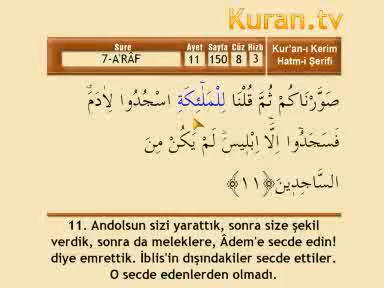 Kuran.tv
Sure Ayet Sayfa Cüz Hizb
7-A'RÂF 11 150 8 3
Kur'an-ı Kerim
Hatm-i Şerifi
صَوَّرْنَاكُمْ ثُمَّ قُلْنَا لِلْمَلٰٓئِكَةِ اسْجُدُوا لِاٰدَمَۗ
فَسَجَدُٓوا اِلَّٓا اِبْلٖيسَۜ لَمْ يَكُنْ مِنَ
السَّاجِدٖينَ ﴿١١﴾
11. Andolsun sizi yarattık, sonra size şekil
verdik, sonra da meleklere, Âdem'e secde edin!
diye emrettik. İblis'in dışındakiler secde ettiler.
O secde edenlerden olmadı.